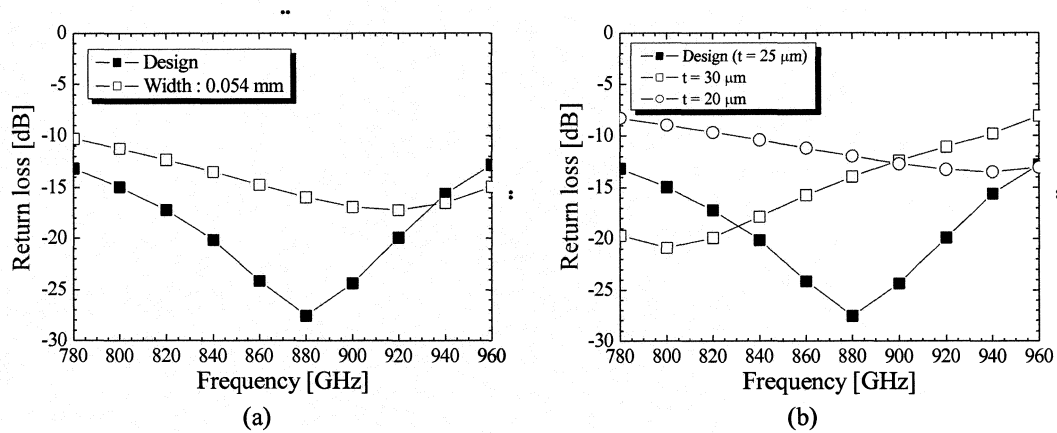 0
-5
-10
-15
-20
-25
-30
780 800 820 840 860 880 900 920 940 960
Return loss [dB]
Frequency [GHz]
Design
Width : 0.054 mm
(a)
0
-5
-10
-15
-20
-25
-30
780 800 820 840 860 880 900 920 940 960
Return loss [dB]
Frequency [GHz]
Design (t = 25 μm)
t = 30 μm
t = 20 μm
(b)